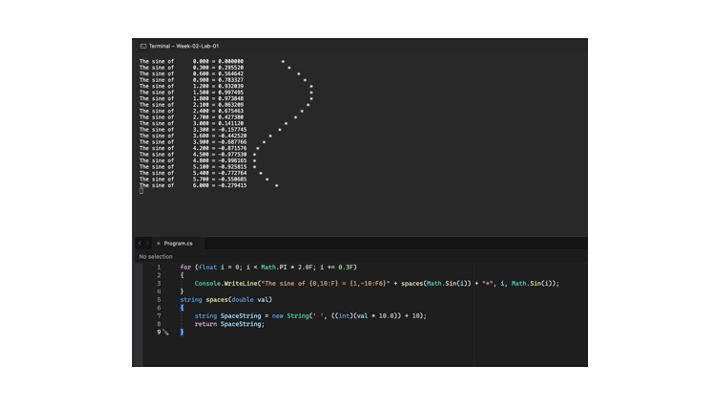 Terminal – Week-02-Lab-01
The sine of 0.000 = 0.000000 *
The sine of 0.300 = 0.295520 *
The sine of 0.600 = 0.564642 *
The sine of 0.900 = 0.783327 *
The sine of 1.200 = 0.932039 *
The sine of 1.500 = 0.997495 *
The sine of 1.800 = 0.973848 *
The sine of 2.100 = 0.863209 *
The sine of 2.400 = 0.675463 *
The sine of 2.700 = 0.427380 *
The sine of 3.000 = 0.141120 *
The sine of 3.300 = -0.157745 *
The sine of 3.600 = -0.442520 *
The sine of 3.900 = -0.687766 *
The sine of 4.200 = -0.871576 *
The sine of 4.500 = -0.977530 *
The sine of 4.800 = -0.996165 *
The sine of 5.100 = -0.925815 *
The sine of 5.400 = -0.772764 *
The sine of 5.700 = -0.550685 *
The sine of 6.000 = -0.279415 *
Program.cs
No selection
1 for (float i = 0; i < Math.PI * 2.0F; i += 0.3F)
2 {
3 Console.WriteLine("The sine of {0,10:F} = {1,-10:F6}" + spaces(Math.Sin(i)) + "*", i, Math.Sin(i));
4 }
5 string spaces(double val)
6 {
7 string SpaceString = new String(' ', ((int)(val * 10.0)) + 10);
8 return SpaceString;
9 }